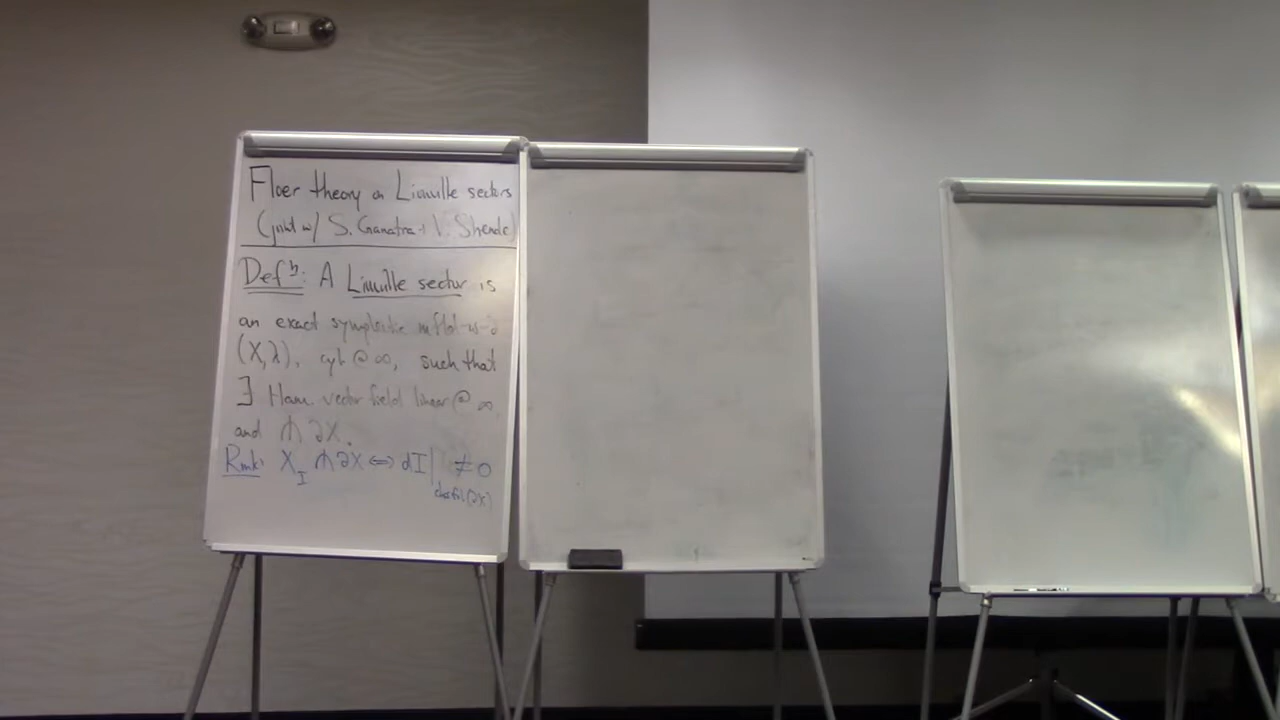 Floer theory on Liouville sectors
(joint w/ S. Ganatra + V. Shende)
Defⁿ: A Liouville sector is
an exact symplectic mfld-w-∂
(X,λ), cyl @ ∞, such that
∃ Ham. vector field linear @ ∞,
and ⋔ ∂X.
Rmk: X_I ⋔ ∂X ⟺ dI| ≠ 0
char.fol.(∂X)